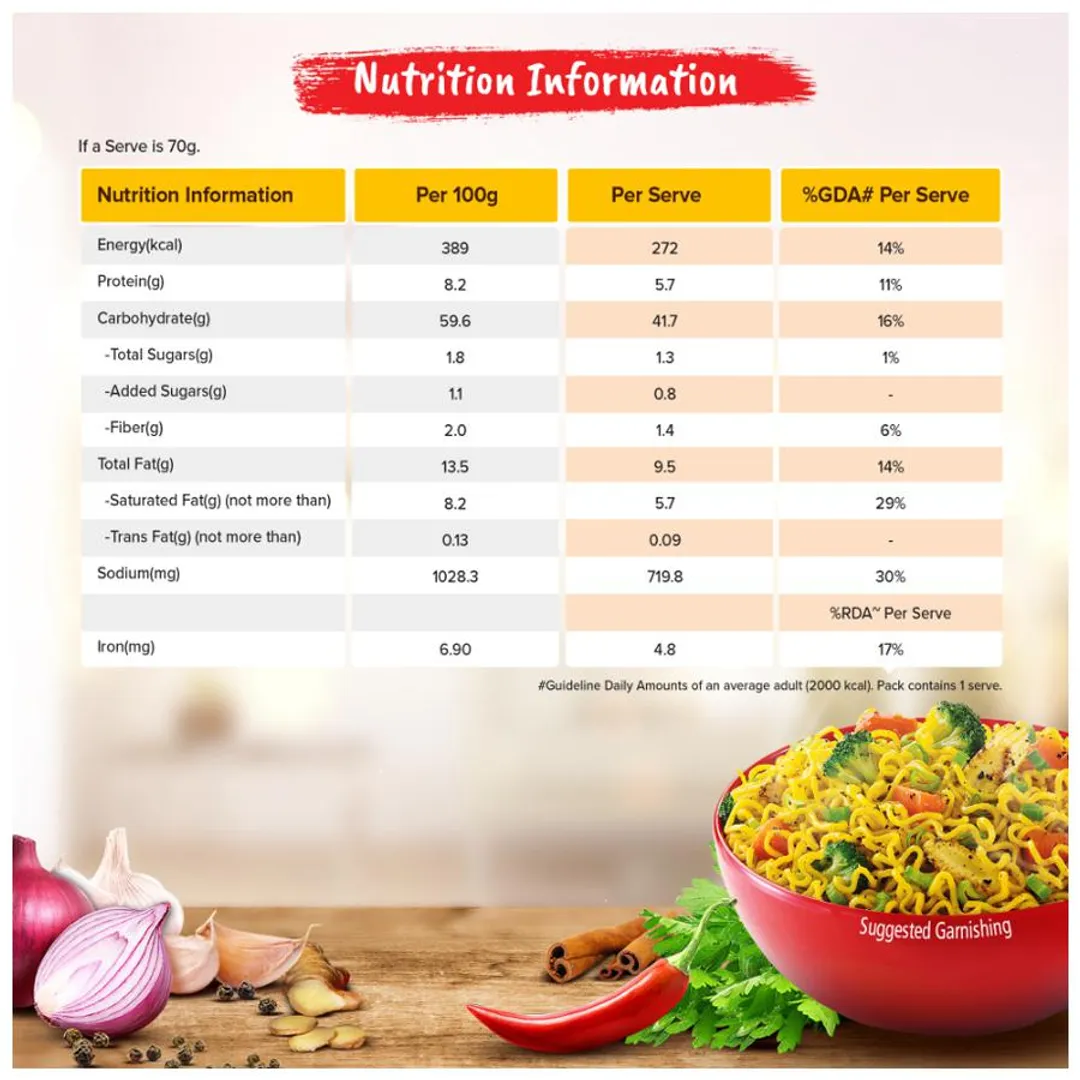 Nutrition Information
If a Serve is 70g.
Nutrition Information Per 100g Per Serve %GDA# Per Serve
Energy(kcal) 389 272 14%
Protein(g) 8.2 5.7 11%
Carbohydrate(g) 59.6 41.7 16%
-Total Sugars(g) 1.8 1.3 1%
-Added Sugars(g) 1.1 0.8 -
-Fiber(g) 2.0 1.4 6%
Total Fat(g) 13.5 9.5 14%
-Saturated Fat(g) (not more than) 8.2 5.7 29%
-Trans Fat(g) (not more than) 0.13 0.09 -
Sodium(mg) 1028.3 719.8 30%
%RDA~ Per Serve
Iron(mg) 6.90 4.8 17%
#Guideline Daily Amounts of an average adult (2000 kcal). Pack contains 1 serve.
Suggested Garnishing